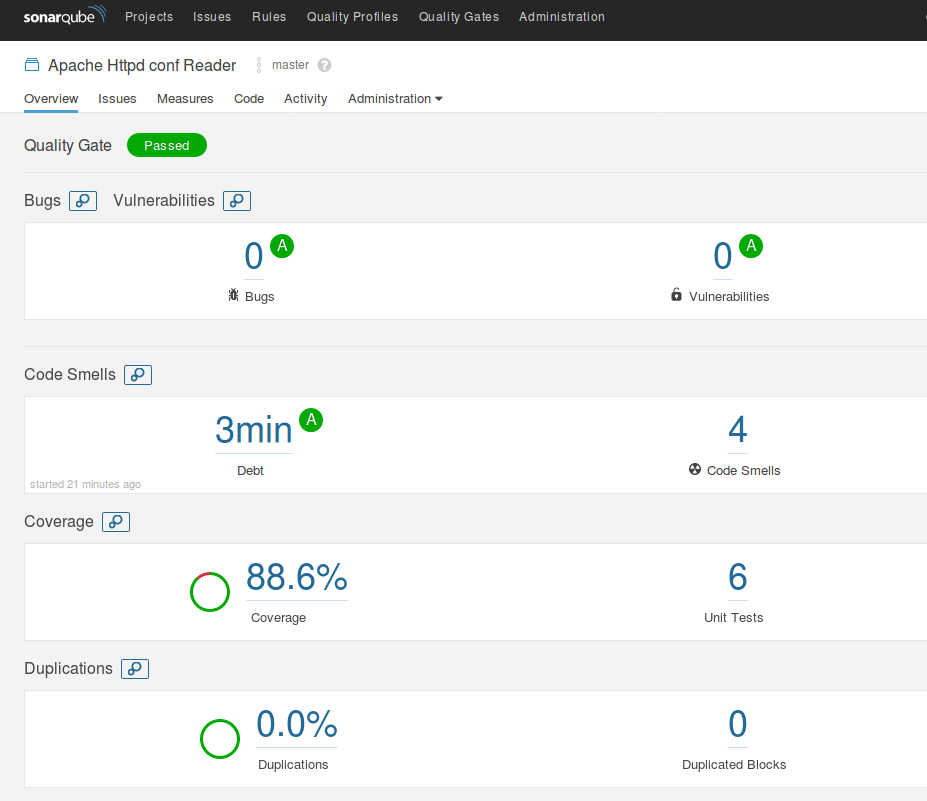 sonarqube Projects Issues Rules Quality Profiles Quality Gates Administration
Apache Httpd conf Reader master ?
Overview Issues Measures Code Activity Administration
Quality Gate Passed
Bugs Vulnerabilities
0 A 0 A
Bugs Vulnerabilities
Code Smells
3min A 4
Debt Code Smells
started 21 minutes ago
Coverage
88.6% 6
Coverage Unit Tests
Duplications
0.0% 0
Duplications Duplicated Blocks